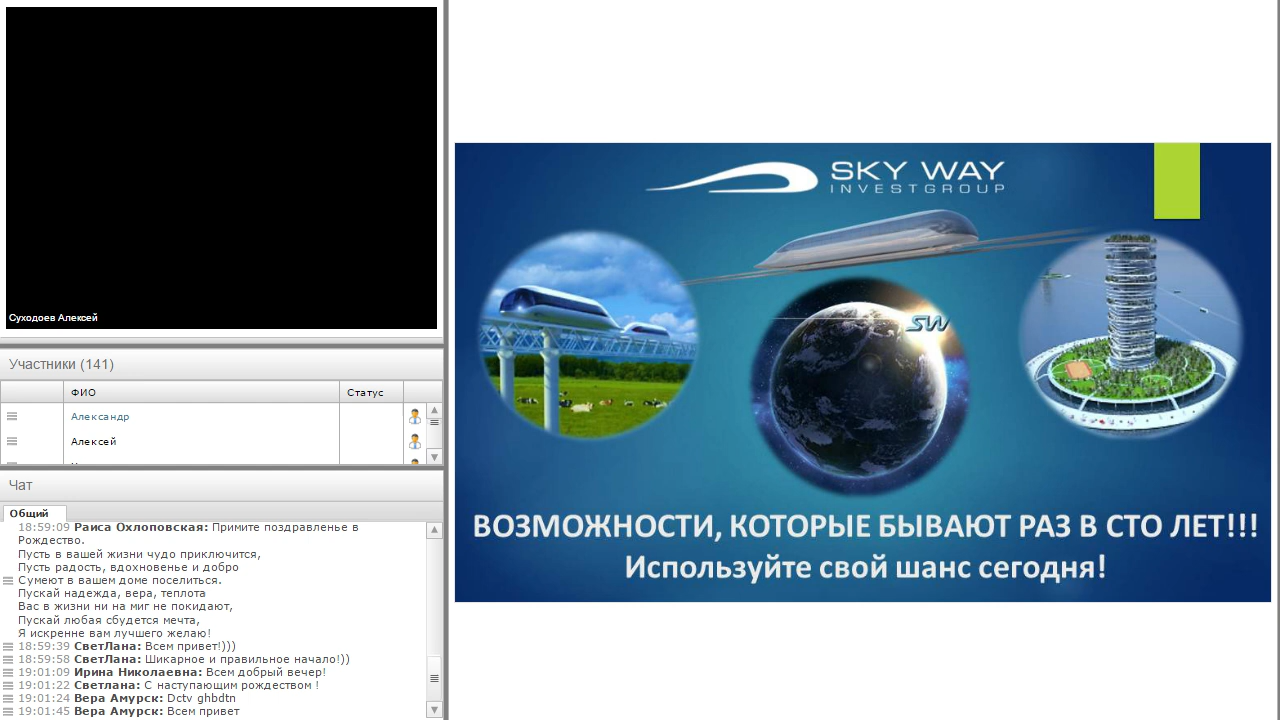 Суходоев Алексей
Участники (141)
ФИО Статус
Александр
Алексей
Чат
Общий
18:59:09 Раиса Охлоповская: Примите поздравленье в
Рождество.
Пусть в вашей жизни чудо приключится,
Пусть радость, вдохновенье и добро
Сумеют в вашем доме поселиться.
Пускай надежда, вера, теплота
Вас в жизни ни на миг не покидают,
Пускай любая сбудется мечта,
Я искренне вам лучшего желаю!
18:59:39 СветЛана: Всем привет!)))
18:59:58 СветЛана: Шикарное и правильное начало!))
19:01:09 Ирина Николаевна: Всем добрый вечер!
19:01:22 Светлана: С наступающим рождеством !
19:01:24 Вера Амурск: Dctv ghbdtn
19:01:45 Вера Амурск: Всем привет
SKY WAY
INVESTGROUP
SW
ВОЗМОЖНОСТИ, КОТОРЫЕ БЫВАЮТ РАЗ В СТО ЛЕТ!!!
Используйте свой шанс сегодня!